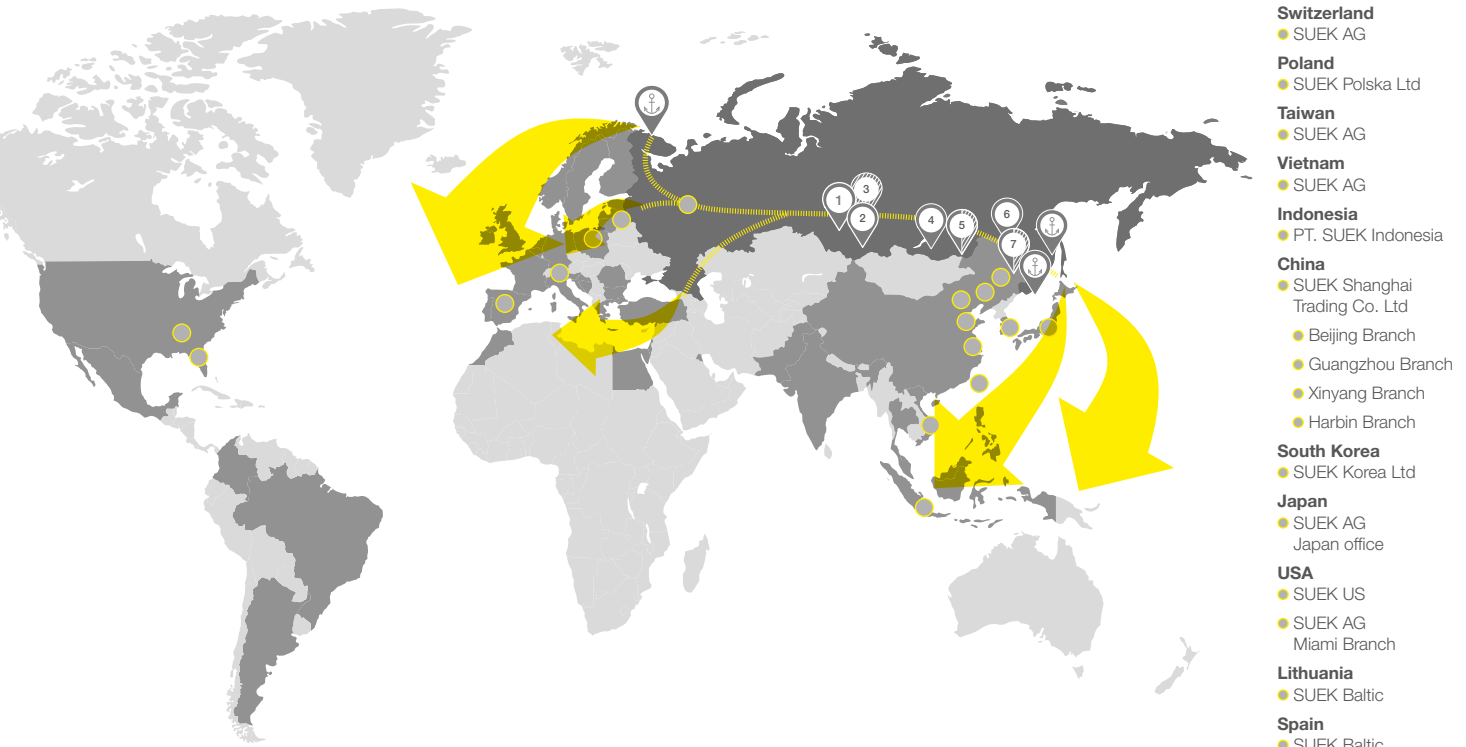 Switzerland
SUEK AG
Poland
SUEK Polska Ltd
Taiwan
SUEK AG
Vietnam
SUEK AG
Indonesia
PT. SUEK Indonesia
China
SUEK Shanghai
Trading Co. Ltd
Beijing Branch
Guangzhou Branch
Xinyang Branch
Harbin Branch
South Korea
SUEK Korea Ltd
Japan
SUEK AG
Japan office
USA
SUEK US
SUEK AG
Miami Branch
Lithuania
SUEK Baltic
Spain
SUEK Baltic
1
3
2
4
5
6
7